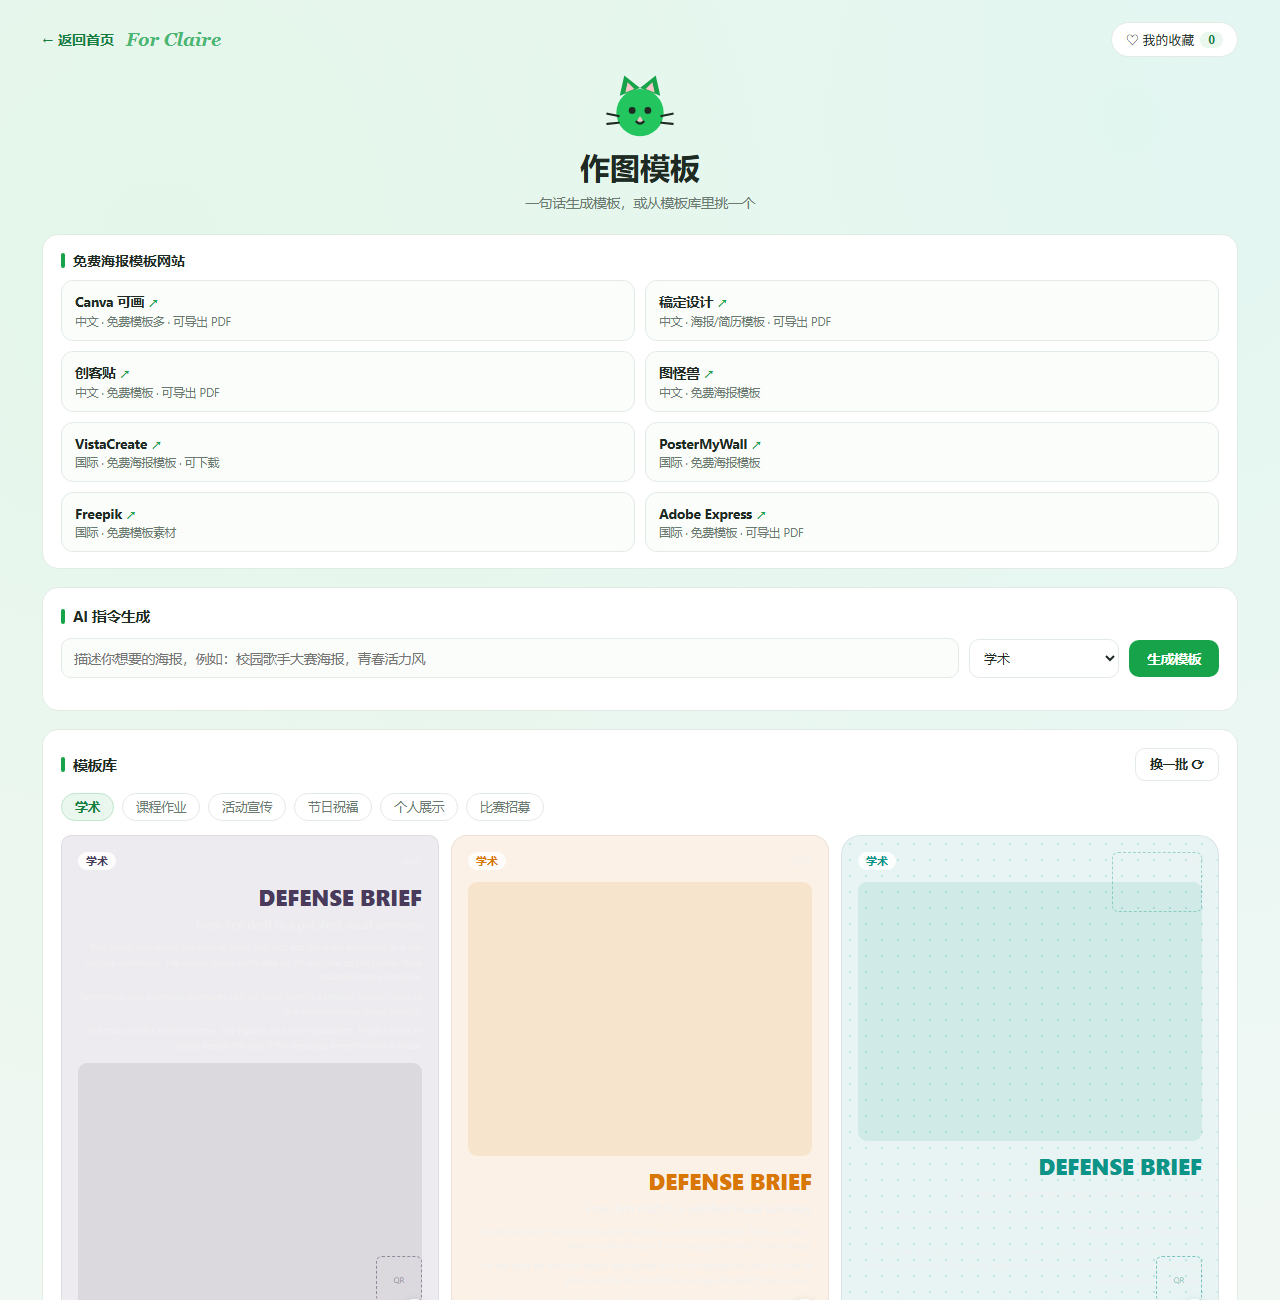 ← 返回首页 For Claire
♡ 我的收藏 0
作图模板
一句话生成模板，或从模板库里挑一个
免费海报模板网站
Canva 可画 ↗
中文 · 免费模板多 · 可导出 PDF
稿定设计 ↗
中文 · 海报/简历模板 · 可导出 PDF
创客贴 ↗
中文 · 免费模板 · 可导出 PDF
图怪兽 ↗
中文 · 免费海报模板
VistaCreate ↗
国际 · 免费海报模板 · 可下载
PosterMyWall ↗
国际 · 免费海报模板
Freepik ↗
国际 · 免费模板素材
Adobe Express ↗
国际 · 免费模板 · 可导出 PDF
AI 指令生成
描述你想要的海报，例如：校园歌手大赛海报，青春活力风
学术
生成模板
模板库
换一批 ⟳
学术
课程作业
活动宣传
节日祝福
个人展示
比赛招募
学术
DEFENSE BRIEF
QR
学术
DEFENSE BRIEF
学术
DEFENSE BRIEF
QR